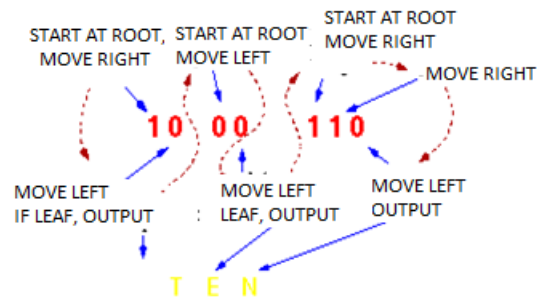 START AT ROOT,
MOVE RIGHT
START AT ROOT
MOVE LEFT
START AT ROOT
MOVE RIGHT
MOVE RIGHT
10 00 110
MOVE LEFT
IF LEAF, OUTPUT
:
MOVE LEFT
LEAF, OUTPUT
MOVE LEFT
OUTPUT
T E N